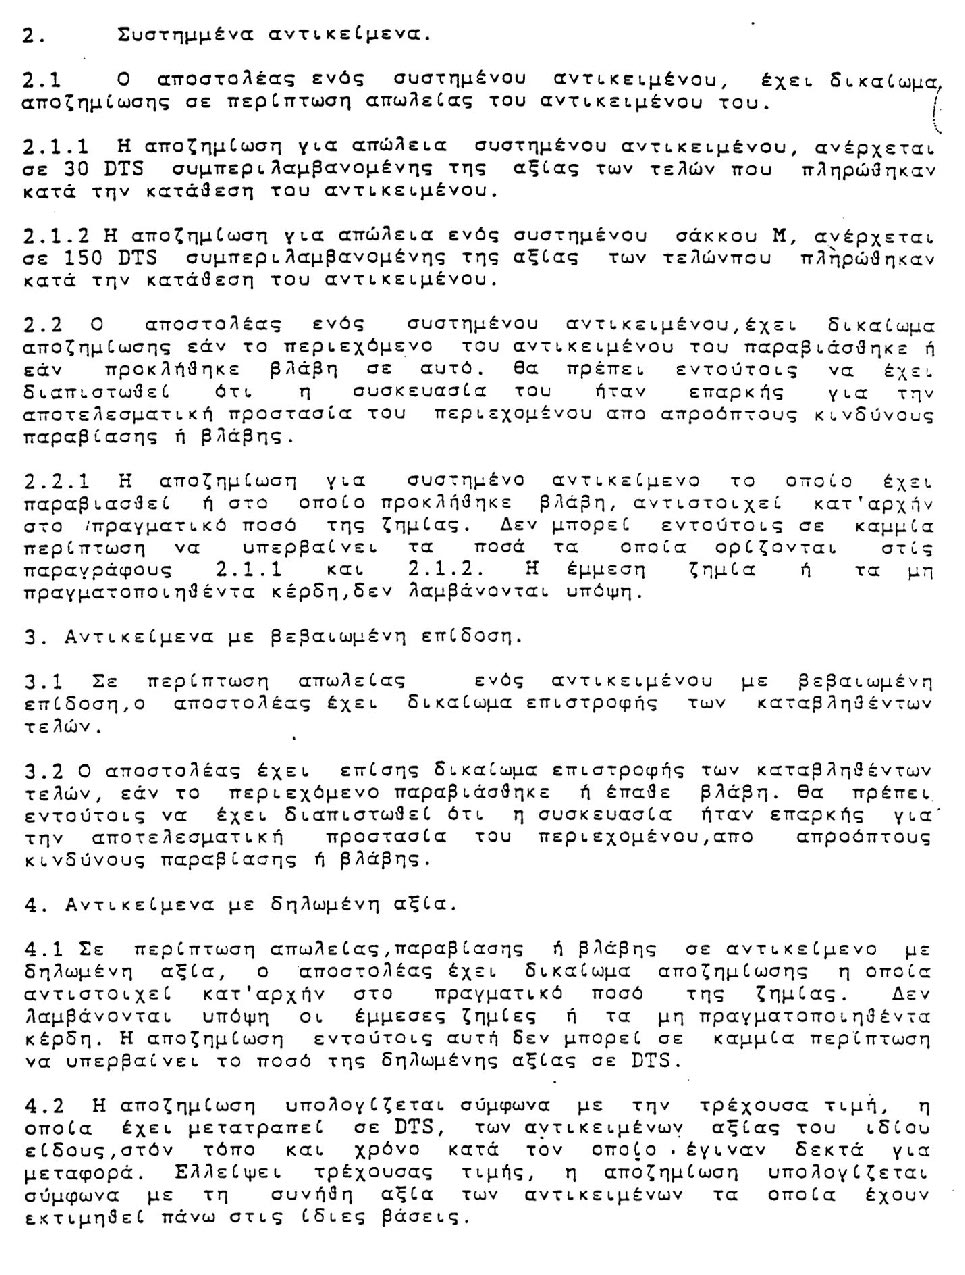 2. Συστημμένα αντικείμενα.
2.1 Ο αποστολέας ενός συστημένου αντικειμένου, έχει δικαίωμα
αποζημίωσης σε περίπτωση απωλείας του αντικειμένου του.
2.1.1 Η αποζημίωση για απώλεια συστημένου αντικειμένου, ανέρχεται
σε 30 DTS συμπεριλαμβανομένης της αξίας των τελών που πληρώθηκαν
κατά την κατάθεση του αντικειμένου.
2.1.2 Η αποζημίωση για απώλεια ενός συστημένου σάκκου Μ, ανέρχεται
σε 150 DTS συμπεριλαμβανομένης της αξίας των τελώνπου πληρώθηκαν
κατά την κατάθεση του αντικειμένου.
2.2 Ο αποστολέας ενός συστημένου αντικειμένου,έχει δικαίωμα
αποζημίωσης εάν το περιεχόμενο του αντικειμένου του παραβιάσθηκε ή
εάν προκλήθηκε βλάβη σε αυτό. Θα πρέπει εντούτοις να έχει
διαπιστωθεί ότι η συσκευασία του ήταν επαρκής για την
αποτελεσματική προστασία του περιεχομένου απο απροόπτους κινδύνους
παραβίασης ή βλάβης.
2.2.1 Η αποζημίωση για συστημένο αντικείμενο το οποίο έχει
παραβιασθεί ή στο οποίο προκλήθηκε βλάβη, αντιστοιχεί κατ'αρχήν
στο πραγματικό ποσό της ζημίας. Δεν μπορεί εντούτοις σε καμμία
περίπτωση να υπερβαίνει τα ποσά τα οποία ορίζονται στίς
παραγράφους 2.1.1 και 2.1.2. Η έμμεση ζημία ή τα μη
πραγματοποιηθέντα κέρδη,δεν λαμβάνονται υπόψη.
3. Αντικείμενα με βεβαιωμένη επίδοση.
3.1 Σε περίπτωση απωλείας ενός αντικειμένου με βεβαιωμένη
επίδοση,ο αποστολέας έχει δικαίωμα επιστροφής των καταβληθέντων
τελών.
3.2 Ο αποστολέας έχει επίσης δικαίωμα επιστροφής των καταβληθέντων
τελών, εάν το περιεχόμενο παραβιάσθηκε ή έπαθε βλάβη. Θα πρέπει
εντούτοις να έχει διαπιστωθεί ότι η συσκευασία ήταν επαρκής για
την αποτελεσματική προστασία του περιεχομένου,απο απροόπτους
κινδύνους παραβίασης ή βλάβης.
4. Αντικείμενα με δηλωμένη αξία.
4.1 Σε περίπτωση απωλείας,παραβίασης ή βλάβης σε αντικείμενο με
δηλωμένη αξία, ο αποστολέας έχει δικαίωμα αποζημίωσης η οποία
αντιστοιχεί κατ'αρχήν στο πραγματικό ποσό της ζημίας. Δεν
λαμβάνονται υπόψη οι έμμεσες ζημίες ή τα μη πραγματοποιηθέντα
κέρδη. Η αποζημίωση εντούτοις αυτή δεν μπορεί σε καμμία περίπτωση
να υπερβαίνει το ποσό της δηλωμένης αξίας σε DTS.
4.2 Η αποζημίωση υπολογίζεται σύμφωνα με την τρέχουσα τιμή, η
οποία έχει μετατραπεί σε DTS, των αντικειμένων αξίας του ιδίου
είδους,στόν τόπο και χρόνο κατά τόν οποίο έγιναν δεκτά για
μεταφορά. Ελλείψει τρέχουσας τιμής, η αποζημίωση υπολογίζεται
σύμφωνα με τη συνήθη αξία των αντικειμένων τα οποία έχουν
εκτιμηθεί πάνω στις ίδιες βάσεις.